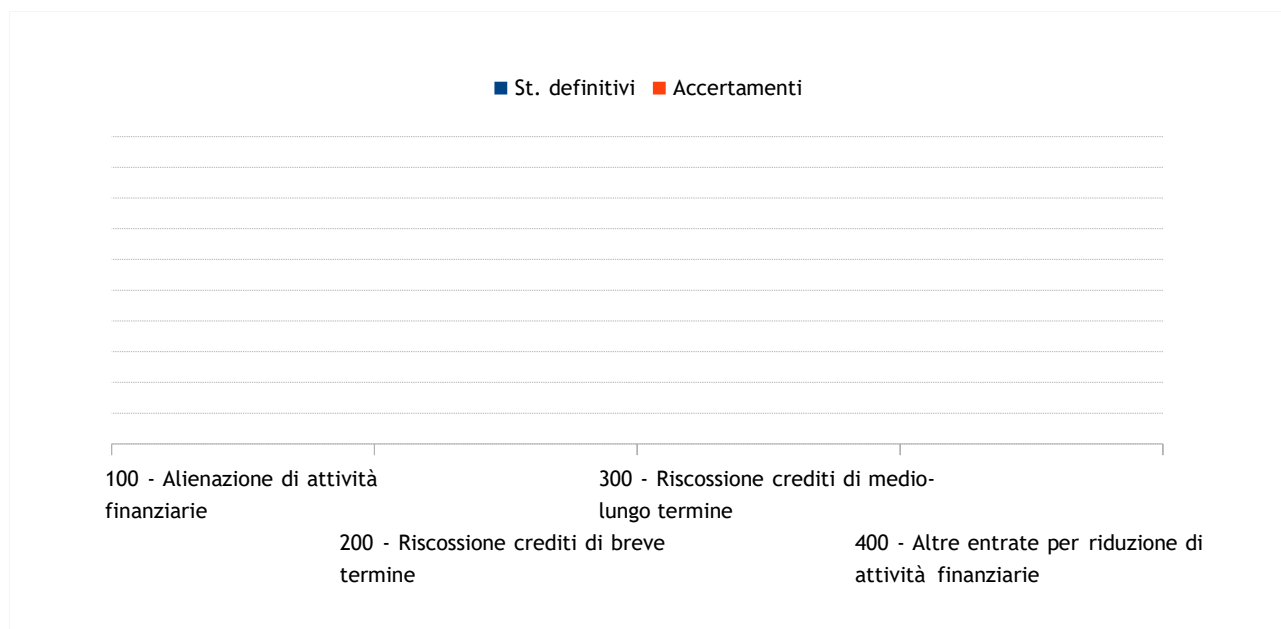 St. definitivi Accertamenti
100 - Alienazione di attività
finanziarie
200 - Riscossione crediti di breve
termine
300 - Riscossione crediti di medio-
lungo termine
400 - Altre entrate per riduzione di
attività finanziarie